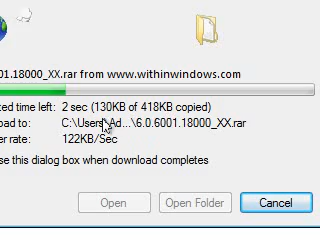 01.18000_XX.rar from www.withinwindows.com
ted time left: 2 sec (130KB of 418KB copied)
oad to: C:\Users\Ad...\6.0.6001.18000_XX.rar
er rate: 122KB/Sec
se this dialog box when download completes
Open Open Folder Cancel